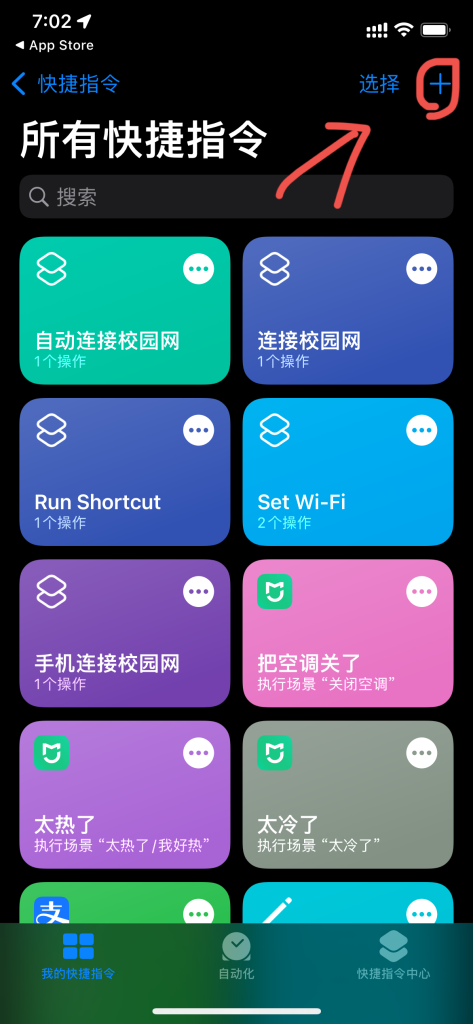 7:02
◀ App Store
快捷指令
选择
所有快捷指令
搜索
自动连接校园网
1个操作
连接校园网
1个操作
Run Shortcut
1个操作
Set Wi-Fi
2个操作
手机连接校园网
1个操作
把空调关了
执行场景“关闭空调”
太热了
执行场景“太热了/我好热”
太冷了
执行场景“太冷了”
支
我的快捷指令
自动化
快捷指令中心